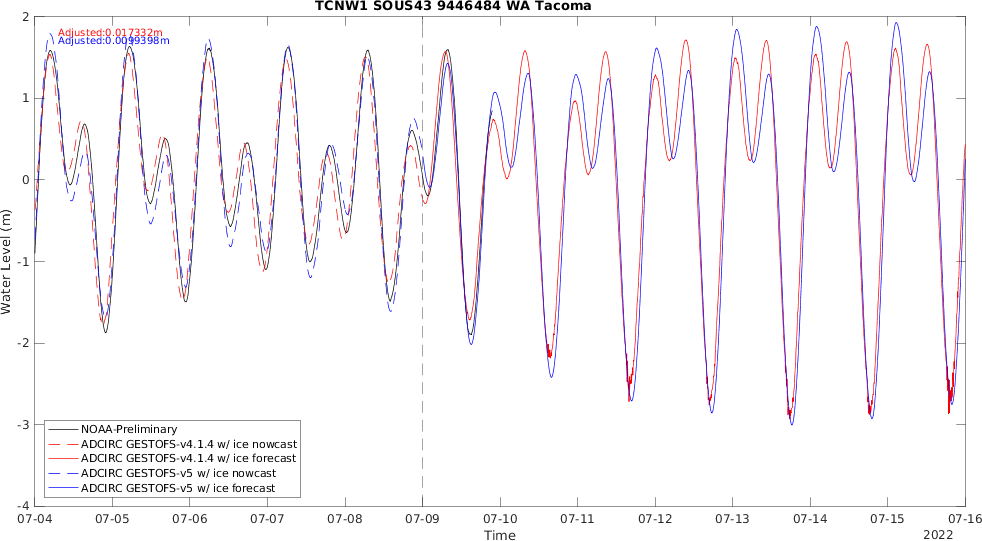 TCNW1 SOUS43 9446484 WA Tacoma
Adjusted:0.017332m
Adjusted:0.0099398m
2
1
0
-1
-2
-3
-4
Water Level (m)
NOAA-Preliminary
ADCIRC GESTOFS-v4.1.4 w/ ice nowcast
ADCIRC GESTOFS-v4.1.4 w/ ice forecast
ADCIRC GESTOFS-v5 w/ ice nowcast
ADCIRC GESTOFS-v5 w/ ice forecast
07-04 07-05 07-06 07-07 07-08 07-09 07-10 07-11 07-12 07-13 07-14 07-15 07-16
Time
2022